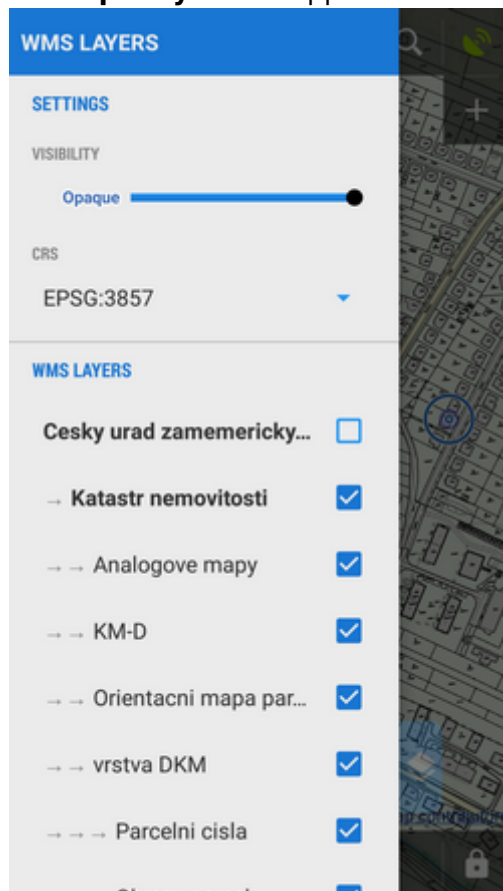 WMS LAYERS
SETTINGS
VISIBILITY
Opaque
CRS
EPSG:3857
WMS LAYERS
Cesky urad zamemericky...
→ Katastr nemovitosti
→ → Analogove mapy
→ → KM-D
→ → Orientacni mapa par...
→ → vrstva DKM
→ → → Parcelni cisla